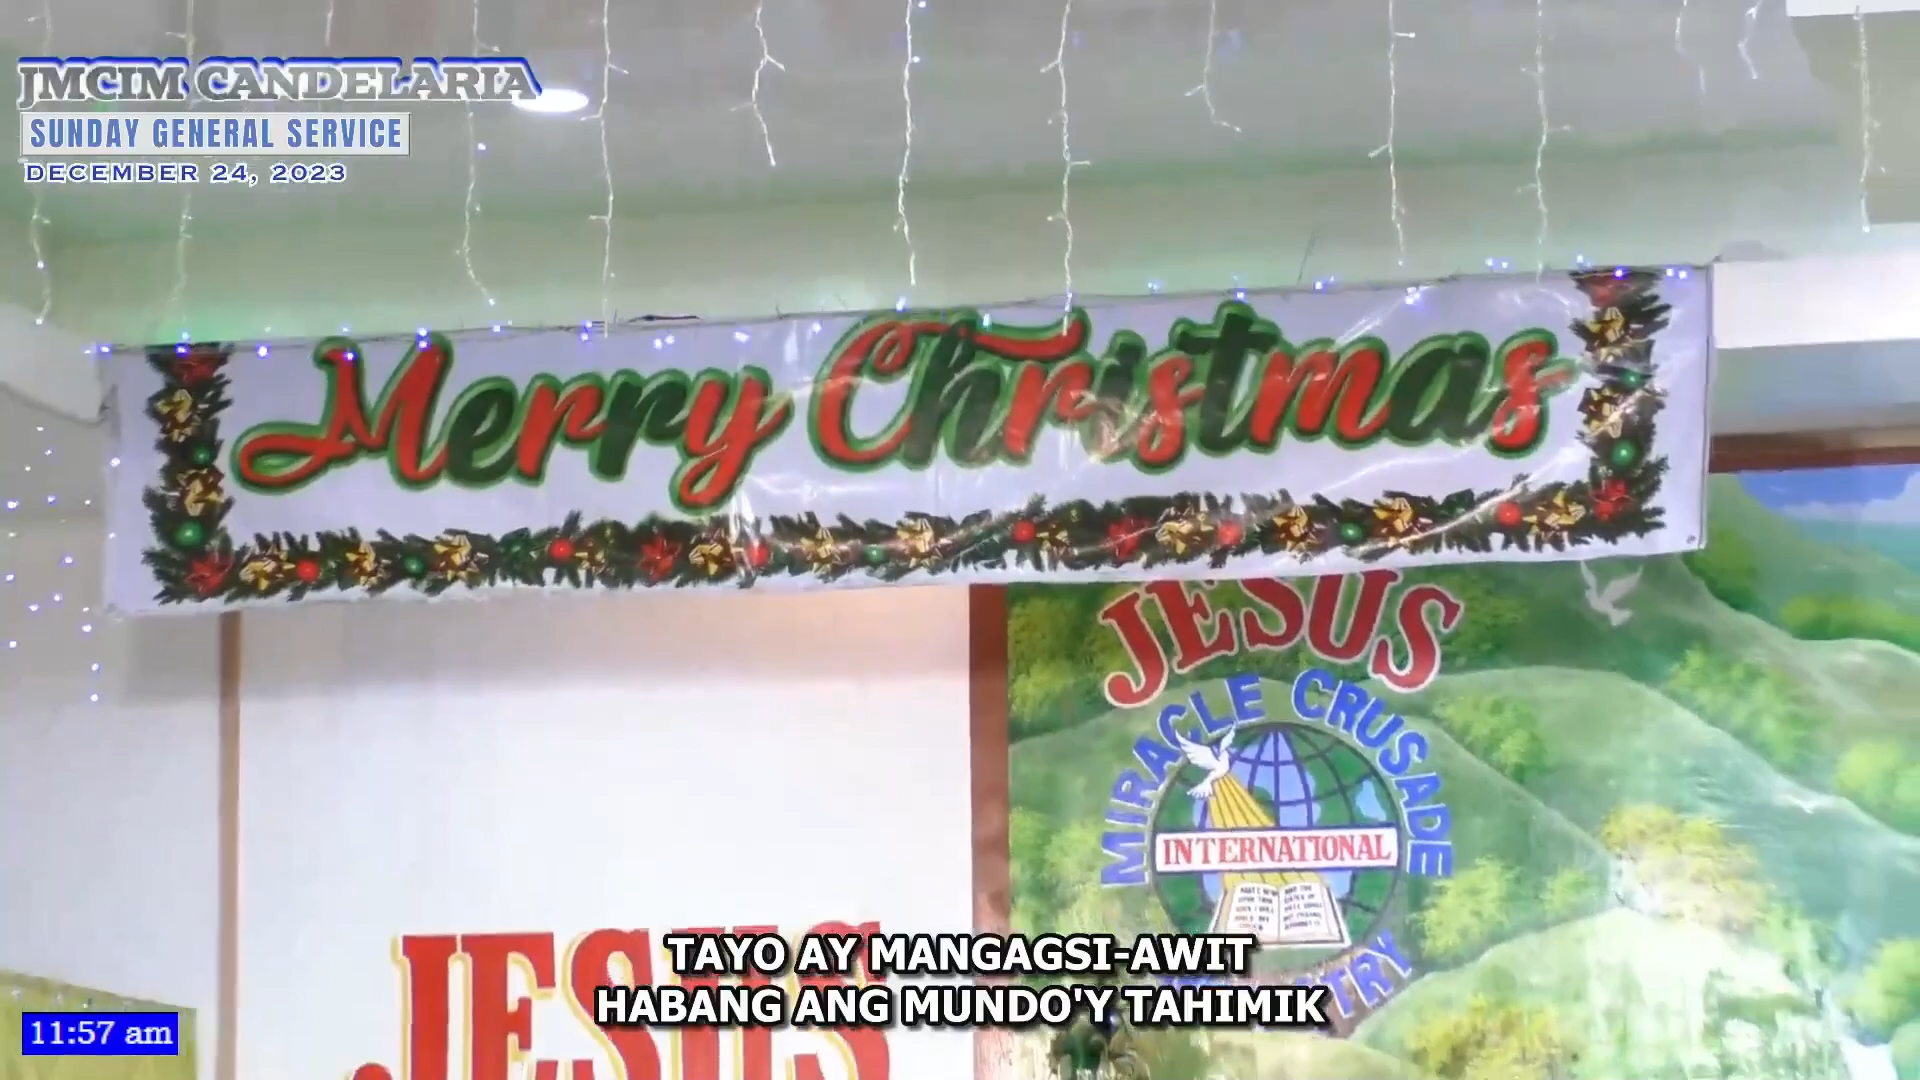 JMCIM CANDELARIA
SUNDAY GENERAL SERVICE
DECEMBER 24, 2023
Merry Christmas
JESUS
MIRACLE CRUSADE
INTERNATIONAL
JESUS
TAYO AY MANGAGSI-AWIT
HABANG ANG MUNDO'Y TAHIMIK
11:57 am